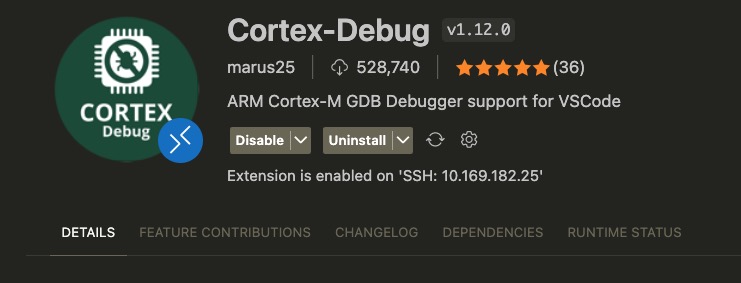 Cortex-Debug v1.12.0
marus25 528,740 (36)
ARM Cortex-M GDB Debugger support for VSCode
CORTEX
Debug
Disable Uninstall
Extension is enabled on 'SSH: 10.169.182.25'
DETAILS FEATURE CONTRIBUTIONS CHANGELOG DEPENDENCIES RUNTIME STATUS